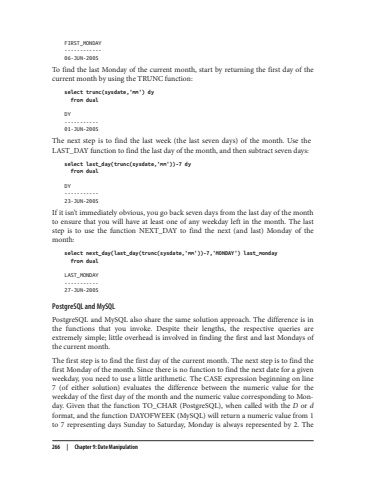 FIRST_MONDAY
------------
06-JUN-2005
To find the last Monday of the current month, start by returning the first day of the
current month by using the TRUNC function:
select trunc(sysdate,'mm') dy
from dual
DY
-----------
01-JUN-2005
The next step is to find the last week (the last seven days) of the month. Use the
LAST_DAY function to find the last day of the month, and then subtract seven days:
select last_day(trunc(sysdate,'mm'))-7 dy
from dual
DY
-----------
23-JUN-2005
If it isn't immediately obvious, you go back seven days from the last day of the month
to ensure that you will have at least one of any weekday left in the month. The last
step is to use the function NEXT_DAY to find the next (and last) Monday of the
month:
select next_day(last_day(trunc(sysdate,'mm'))-7,'MONDAY') last_monday
from dual
LAST_MONDAY
-----------
27-JUN-2005
PostgreSQL and MySQL
PostgreSQL and MySQL also share the same solution approach. The difference is in
the functions that you invoke. Despite their lengths, the respective queries are
extremely simple; little overhead is involved in finding the first and last Mondays of
the current month.
The first step is to find the first day of the current month. The next step is to find the
first Monday of the month. Since there is no function to find the next date for a given
weekday, you need to use a little arithmetic. The CASE expression beginning on line
7 (of either solution) evaluates the difference between the numeric value for the
weekday of the first day of the month and the numeric value corresponding to Mon-
day. Given that the function TO_CHAR (PostgreSQL), when called with the D or d
format, and the function DAYOFWEEK (MySQL) will return a numeric value from 1
to 7 representing days Sunday to Saturday, Monday is always represented by 2. The
266 | Chapter 9: Date Manipulation